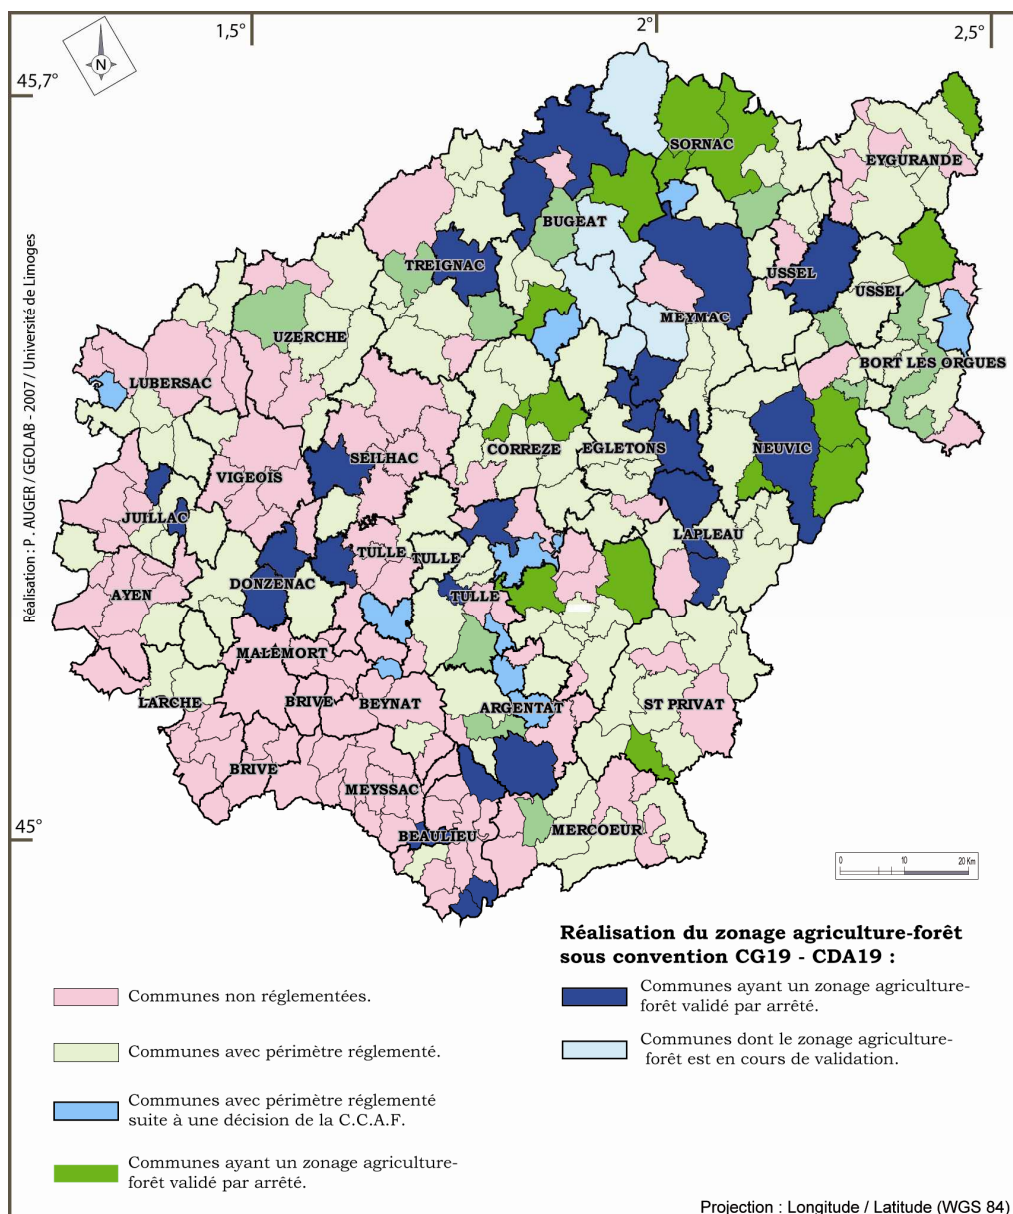 1,5°
2°
2,5°
45,7°
N
SORNAC
EYGURANDE
BUGEAT
TREIGNAC
USSEL
USSEL
MEYMAC
UZERCHE
BORT LES ORGUES
LUBERSAC
CORREZE
EGLETONS
NEUVIC
SEILHAC
VIGEOIS
JUILLAC
LAPLEAU
TULLE
TULLE
DONZENAC
AYEN
TULLE
MALEMORT
LARCHE
BRIVE
BEYNAT
ARGENTAT
ST PRIVAT
BRIVE
MEYSSAC
BEAULIEU
MERCOEUR
45°
0 10 20 Km
Réalisation : P. AUGER / GEOLAB - 2007 / Université de Limoges
Réalisation du zonage agriculture-forêt
sous convention CG19 - CDA19 :
Communes non réglementées.
Communes avec périmètre réglementé.
Communes avec périmètre réglementé
suite à une décision de la C.C.A.F.
Communes ayant un zonage agriculture-
forêt validé par arrêté.
Communes ayant un zonage agriculture-
forêt validé par arrêté.
Communes dont le zonage agriculture-
forêt est en cours de validation.
Projection : Longitude / Latitude (WGS 84)